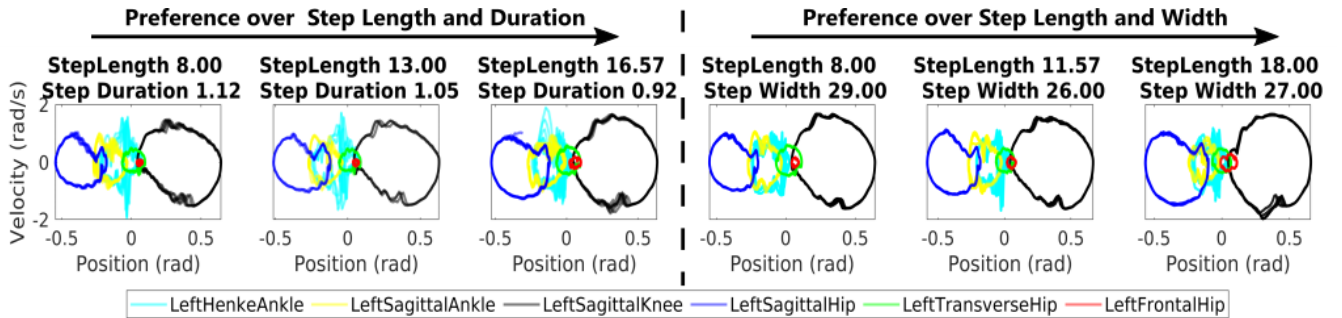 Preference over Step Length and Duration
Preference over Step Length and Width
StepLength 8.00
Step Duration 1.12
StepLength 13.00
Step Duration 1.05
StepLength 16.57
Step Duration 0.92
StepLength 8.00
Step Width 29.00
StepLength 11.57
Step Width 26.00
StepLength 18.00
Step Width 27.00
Velocity (rad/s)
2
0
-2
-0.5 0 0.5
Position (rad)
-0.5 0 0.5
Position (rad)
-0.5 0 0.5
Position (rad)
-0.5 0 0.5
Position (rad)
-0.5 0 0.5
Position (rad)
-0.5 0 0.5
Position (rad)
LeftHenkeAnkle LeftSagittalAnkle LeftSagittalKnee LeftSagittalHip LeftTransverseHip LeftFrontalHip